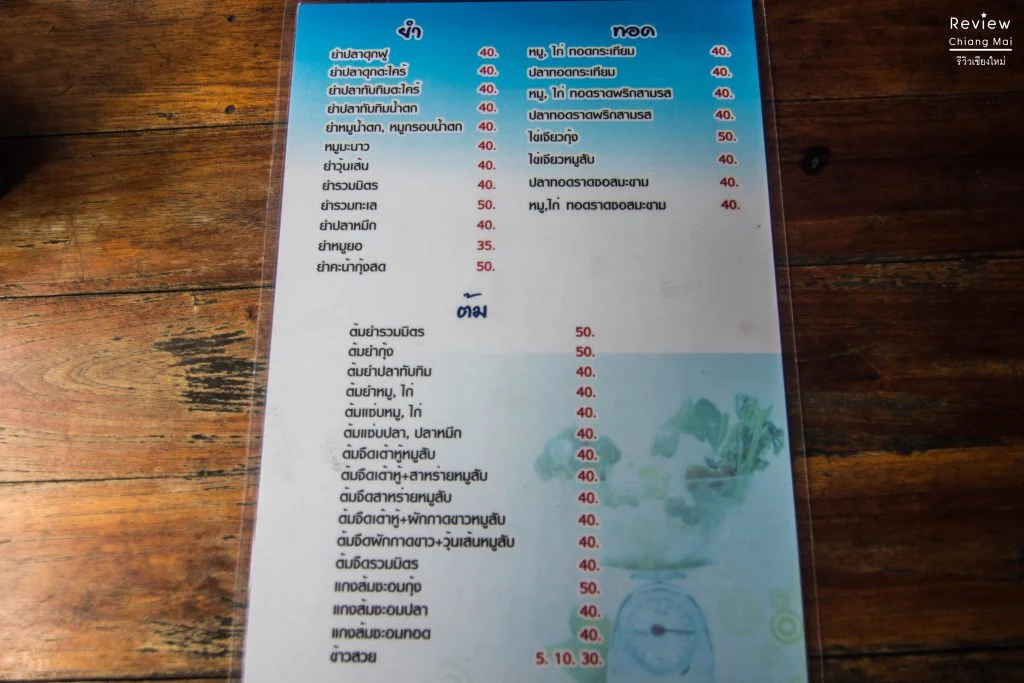 Review
Chiang Mai
รีวิวเชียงใหม่
ยำ
ยำปลาดุกฟู 40.
ยำปลาดุกตะไคร้ 40.
ยำปลาทับทิมตะไคร้ 40.
ยำปลาทับทิมน้ำตก 40.
ยำหมูน้ำตก, หมูกรอบน้ำตก 40.
หมูมะนาว 40.
ยำวุ้นเส้น 40.
ยำรวมมิตร 40.
ยำรวมทะเล 50.
ยำปลาหมึก 40.
ยำหมูยอ 35.
ยำคะน้ากุ้งสด 50.
ทอด
หมู, ไก่ ทอดกระเทียม 40.
ปลาทอดกระเทียม 40.
หมู, ไก่ ทอดราดพริกสามรส 40.
ปลาทอดราดพริกสามรส 40.
ไข่เจียวกุ้ง 50.
ไข่เจียวหมูสับ 40.
ปลาทอดราดซอสมะขาม 40.
หมู,ไก่ ทอดราดซอสมะขาม 40.
ต้ม
ต้มยำรวมมิตร 50.
ต้มยำกุ้ง 50.
ต้มยำปลาทับทิม 40.
ต้มยำหมู, ไก่ 40.
ต้มแซ่บหมู, ไก่ 40.
ต้มแซ่บปลา, ปลาหมึก 40.
ต้มจืดเต้าหู้หมูสับ 40.
ต้มจืดเต้าหู้+สาหร่ายหมูสับ 40.
ต้มจืดสาหร่ายหมูสับ 40.
ต้มจืดเต้าหู้+ผักกาดขาวหมูสับ 40.
ต้มจืดผักกาดขาว+วุ้นเส้นหมูสับ 40.
ต้มจืดรวมมิตร 40.
แกงส้มชะอมกุ้ง 50.
แกงส้มชะอมปลา 40.
แกงส้มชะอมทอด 40.
ข้าวสวย 5. 10. 30.